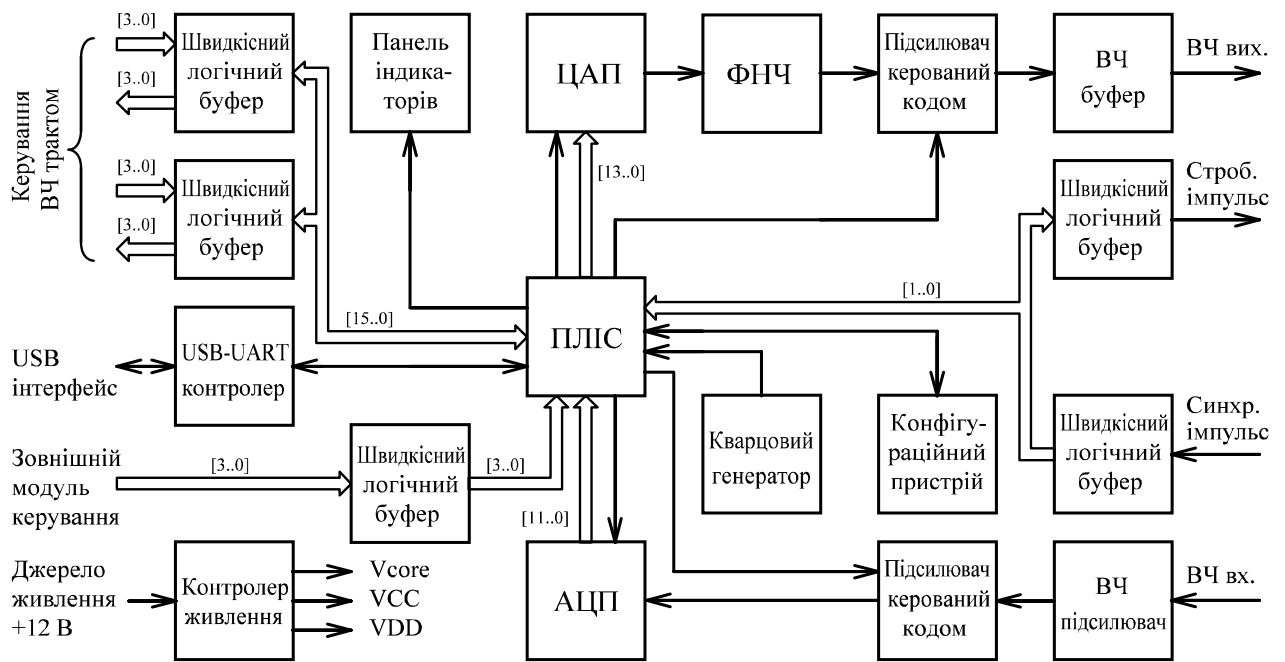 [3..0]
Швидкісний
логічний
буфер
[3..0]
Керування
ВЧ трактом
[3..0]
Швидкісний
логічний
буфер
[3..0]
Панель
індика-
торів
ЦАП
ФНЧ
Підсилювач
керований
кодом
ВЧ
буфер
ВЧ вих.
[13..0]
Швидкісний
логічний
буфер
Строб.
імпульс
[15..0]
ПЛІС
[1..0]
USB
інтерфейс
USB-UART
контролер
Кварцовий
генератор
Конфігу-
раційний
пристрій
Швидкісний
логічний
буфер
Синхр.
імпульс
Зовнішній
модуль
керування
[3..0]
Швидкісний
логічний
буфер
[3..0]
[11..0]
Джерело
живлення
+12 В
Контролер
живлення
Vcore
VCC
VDD
АЦП
Підсилювач
керований
кодом
ВЧ
підсилювач
ВЧ вх.